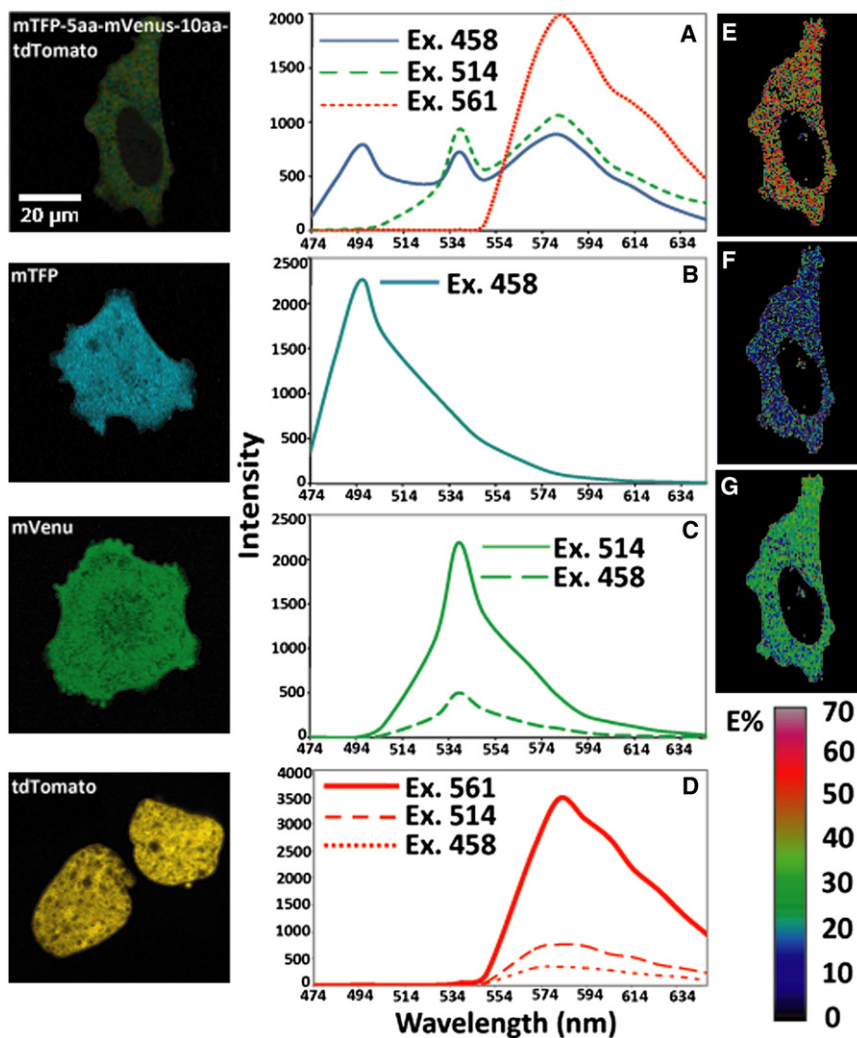 mTFP-5aa-mVenus-10aa-
tdTomato
20 µm
A
Ex. 458
Ex. 514
Ex. 561
2000
1500
1000
500
0
474 494 514 534 554 574 594 614 634
E
mTFP
B
Ex. 458
2500
2000
1500
1000
500
0
474 494 514 534 554 574 594 614 634
F
Intensity
mVenu
C
Ex. 514
Ex. 458
2500
2000
1500
1000
500
0
474 494 514 534 554 574 594 614 634
G
tdTomato
D
Ex. 561
Ex. 514
Ex. 458
4000
3500
3000
2500
2000
1500
1000
500
0
474 494 514 534 554 574 594 614 634
Wavelength (nm)
E%
70
60
50
40
30
20
10
0